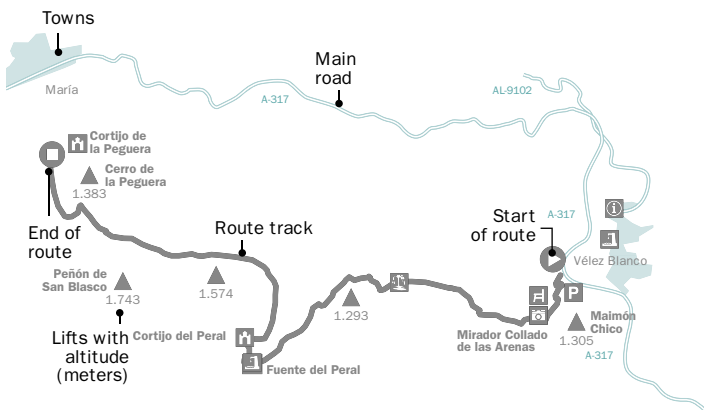 Towns
María
Main
road
A-317
AL-9102
Cortijo de
la Peguera
Cerro de
la Peguera
1.383
End of
route
Route track
Start
of route
A-317
Vélez Blanco
Peñón de
San Blasco
1.743
1.574
1.293
Lifts with
altitude
(meters)
Cortijo del Peral
Fuente del Peral
Mirador Collado
de las Arenas
P
Maimón
Chico
1.305
A-317
i